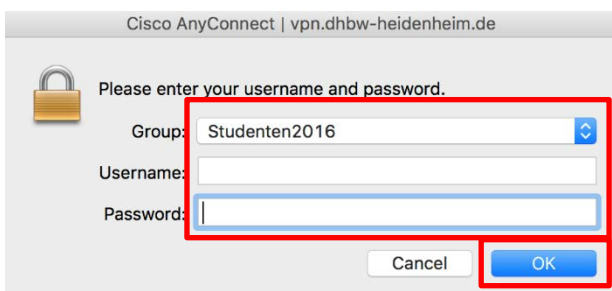 Cisco AnyConnect | vpn.dhbw-heidenheim.de
Please enter your username and password.
Group: Studenten2016
Username:
Password:
Cancel OK